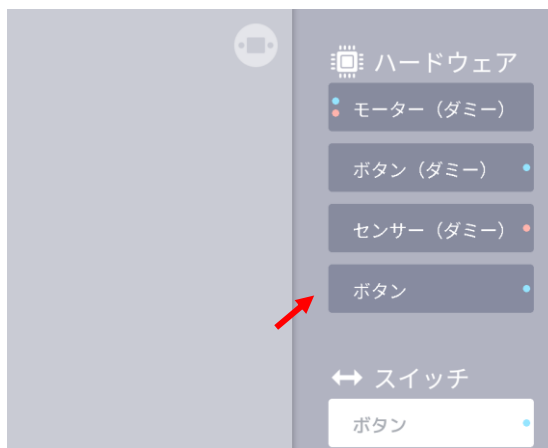 ハードウェア
モーター（ダミー）
ボタン（ダミー）
センサー（ダミー）
ボタン
スイッチ
ボタン